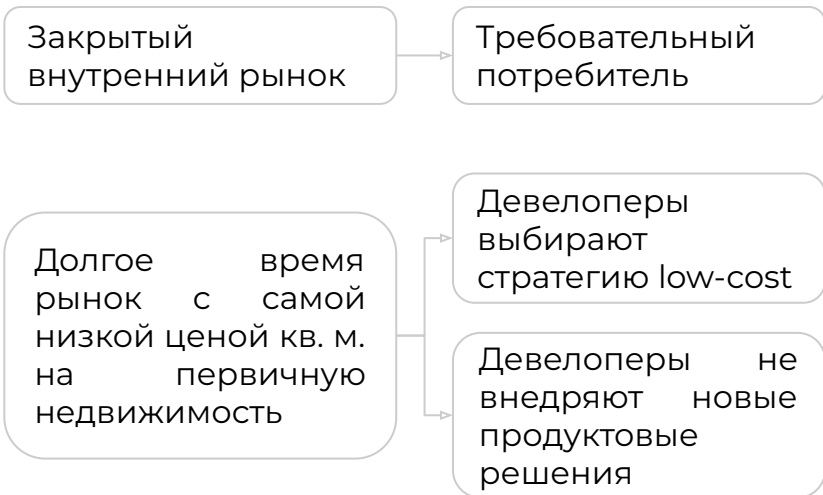 Закрытый
внутренний рынок
Требовательный
потребитель
Долгое время
рынок с самой
низкой ценой кв. м.
на первичную
недвижимость
Девелоперы
выбирают
стратегию low-cost
Девелоперы не
внедряют новые
продуктовые
решения